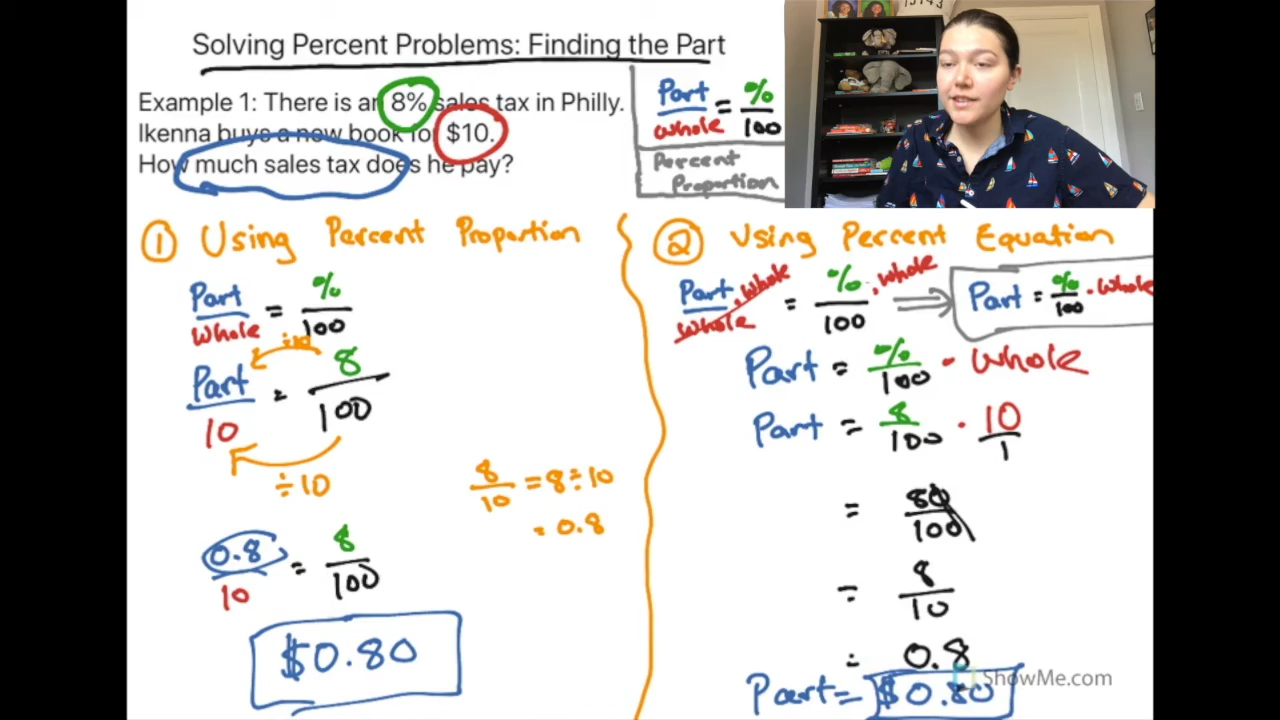 Solving Percent Problems: Finding the Part
Example 1: There is an 8% sales tax in Philly.
Ikenna buys a new book for $10.
How much sales tax does he pay?
Part/Whole = %/100
Percent
Proportion
① Using Percent Proportion
Part/Whole = %/100
÷10
Part/10 = 8/100
÷10
8/10 = 8 ÷ 10
= 0.8
0.8/10 = 8/100
$0.80
② Using Percent Equation
Part/Whole · Whole = %/100 · Whole ⇒ Part = %/100 · Whole
Part = %/100 · Whole
Part = 8/100 · 10/1
= 80/100
= 8/10
= 0.8
Part = $0.80
ShowMe.com